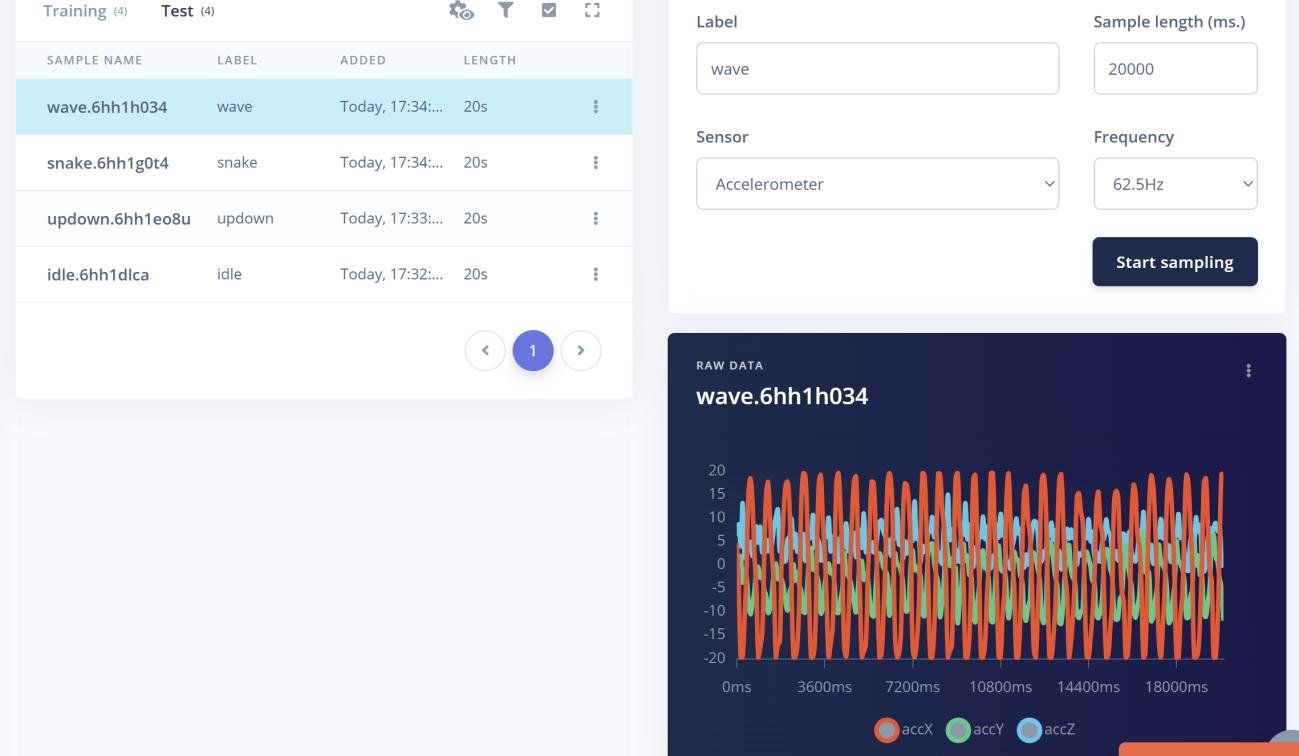 Training (4) Test (4)
SAMPLE NAME LABEL ADDED LENGTH
wave.6hh1h034 wave Today, 17:34:... 20s
snake.6hh1g0t4 snake Today, 17:34:... 20s
updown.6hh1eo8u updown Today, 17:33:... 20s
idle.6hh1dlca idle Today, 17:32:... 20s
1
Label Sample length (ms.)
wave 20000
Sensor Frequency
Accelerometer 62.5Hz
Start sampling
RAW DATA
wave.6hh1h034
20
15
10
5
0
-5
-10
-15
-20
0ms 3600ms 7200ms 10800ms 14400ms 18000ms
accX accY accZ